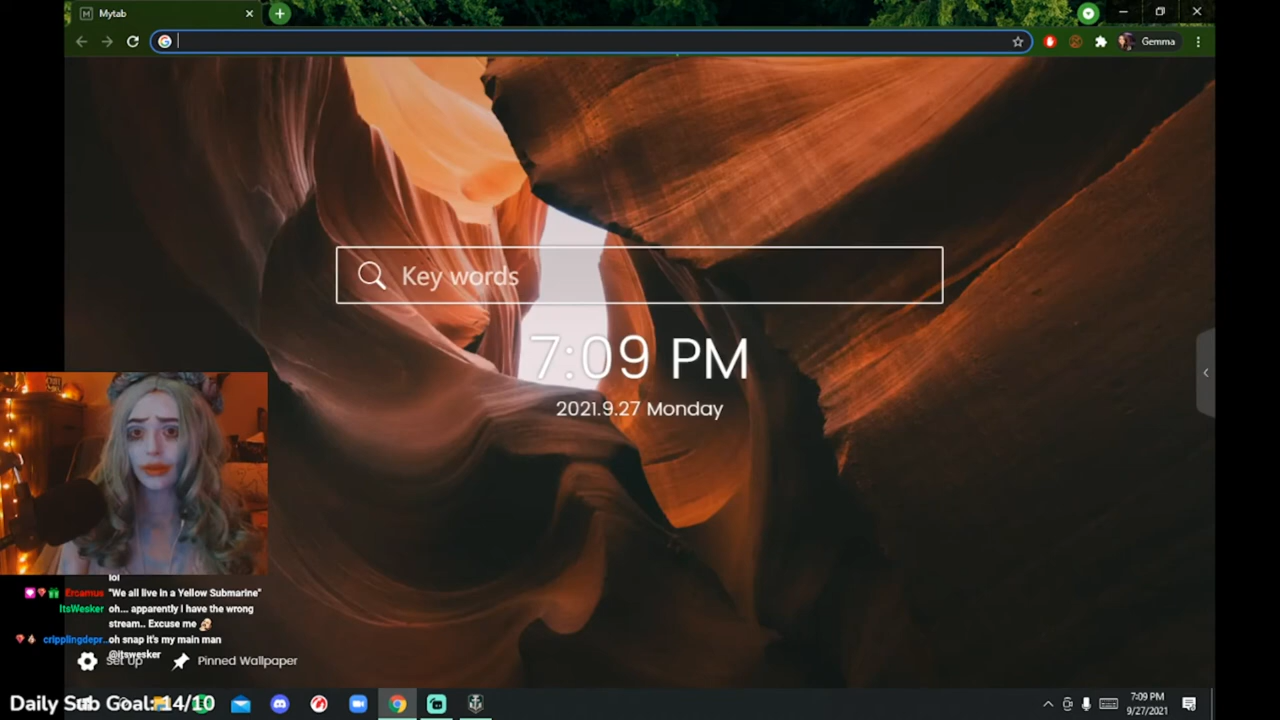 Mytab
Gemma
Key words
7:09 PM
2021.9.27 Monday
lol
Ercamus "We all live in a Yellow Submarine"
ItsWesker oh... apparently I have the wrong
stream.. Excuse me
cripplingdepr.. oh snap it's my main man
@itswesker
Set Up
Pinned Wallpaper
Daily Sub Goal: 14/10
7:09 PM
9/27/2021